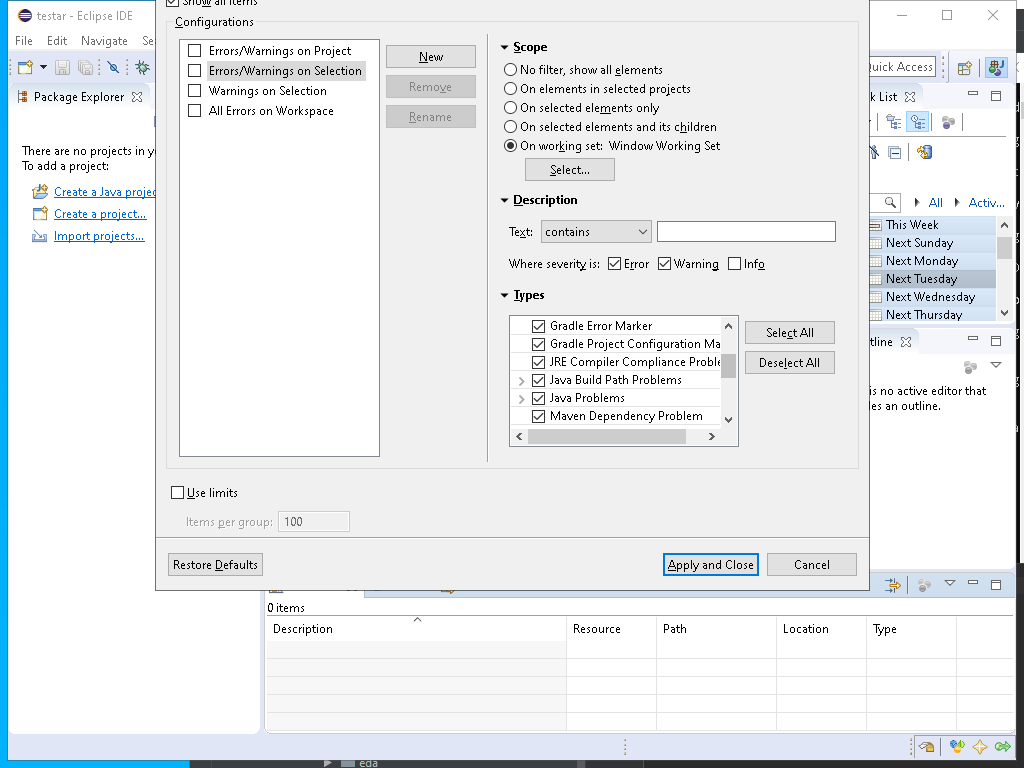 testar - Eclipse IDE
File Edit Navigate Se
Package Explorer
There are no projects in y
To add a project:
Create a Java projec
Create a project...
Import projects...
Show all items
Configurations
Errors/Warnings on Project
Errors/Warnings on Selection
Warnings on Selection
All Errors on Workspace
New
Remove
Rename
Scope
No filter, show all elements
On elements in selected projects
On selected elements only
On selected elements and its children
On working set: Window Working Set
Select...
Description
Text: contains
Where severity is: Error Warning Info
Types
Gradle Error Marker
Gradle Project Configuration Ma
JRE Compiler Compliance Proble
Java Build Path Problems
Java Problems
Maven Dependency Problem
Select All
Deselect All
Use limits
Items per group: 100
Restore Defaults
Apply and Close
Cancel
Quick Access
k List
All Activ...
This Week
Next Sunday
Next Monday
Next Tuesday
Next Wednesday
Next Thursday
tline
is no active editor that
des an outline.
0 items
Description Resource Path Location Type
eda